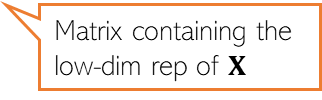 Matrix containing the
low-dim rep of X